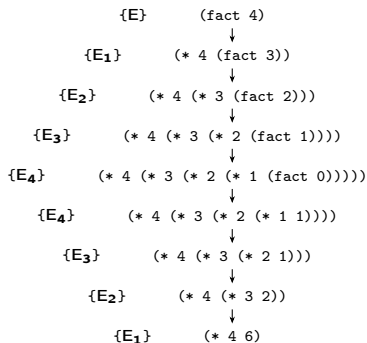 {E} (fact 4)
{E₁} (* 4 (fact 3))
{E₂} (* 4 (* 3 (fact 2)))
{E₃} (* 4 (* 3 (* 2 (fact 1))))
{E₄} (* 4 (* 3 (* 2 (* 1 (fact 0)))))
{E₄} (* 4 (* 3 (* 2 (* 1 1))))
{E₃} (* 4 (* 3 (* 2 1)))
{E₂} (* 4 (* 3 2))
{E₁} (* 4 6)